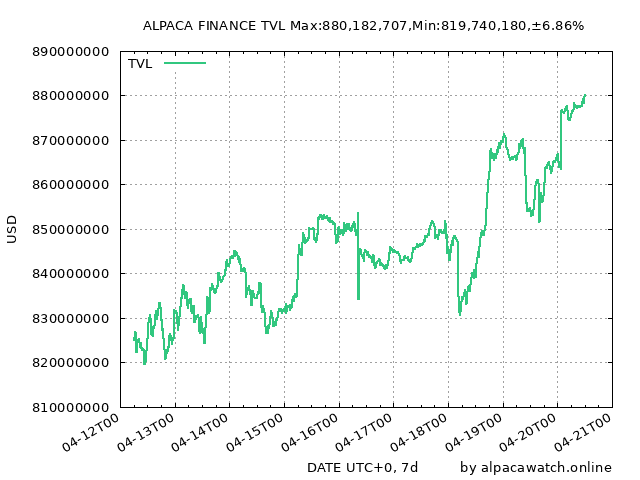 ALPACA FINANCE TVL Max:880,182,707,Min:819,740,180,±6.86%
890000000
TVL
880000000
870000000
860000000
850000000
USD
840000000
830000000
820000000
810000000
04-12T00
04-13T00
04-14T00
04-15T00
04-16T00
04-17T00
04-18T00
04-19T00
04-20T00
04-21T00
DATE UTC+0, 7d
by alpacawatch.online